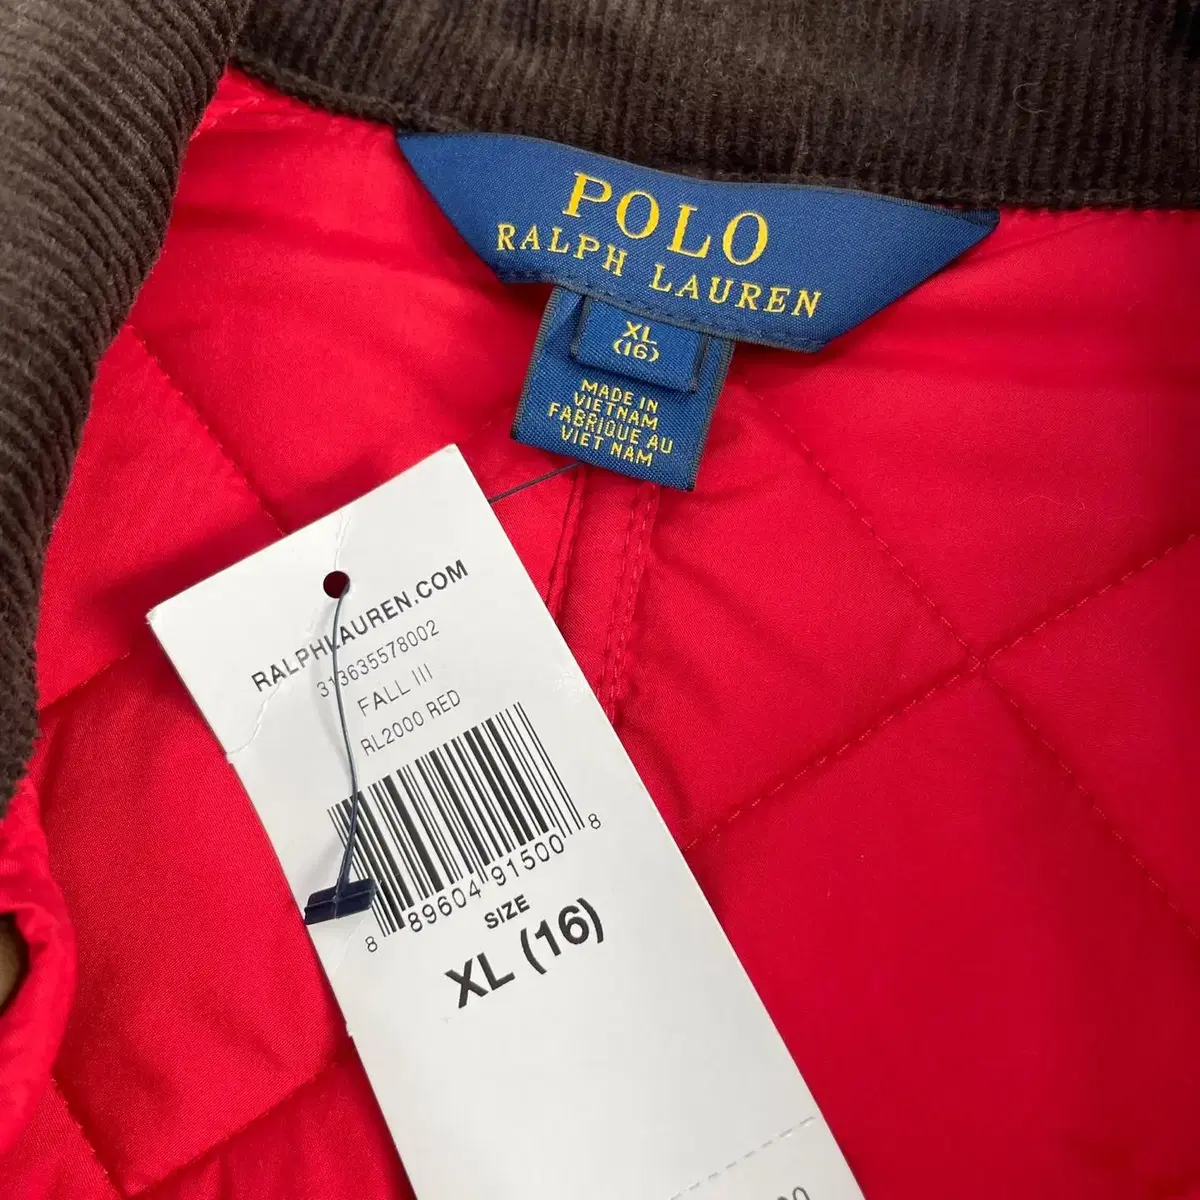 POLO
RALPH LAUREN
XL
(16)
MADE IN
VIETNAM
FABRIQUE AU
VIET NAM
RALPHLAUREN.COM
313635578002
FALL III
RL2000 RED
8 89604 91500 8
SIZE
XL (16)